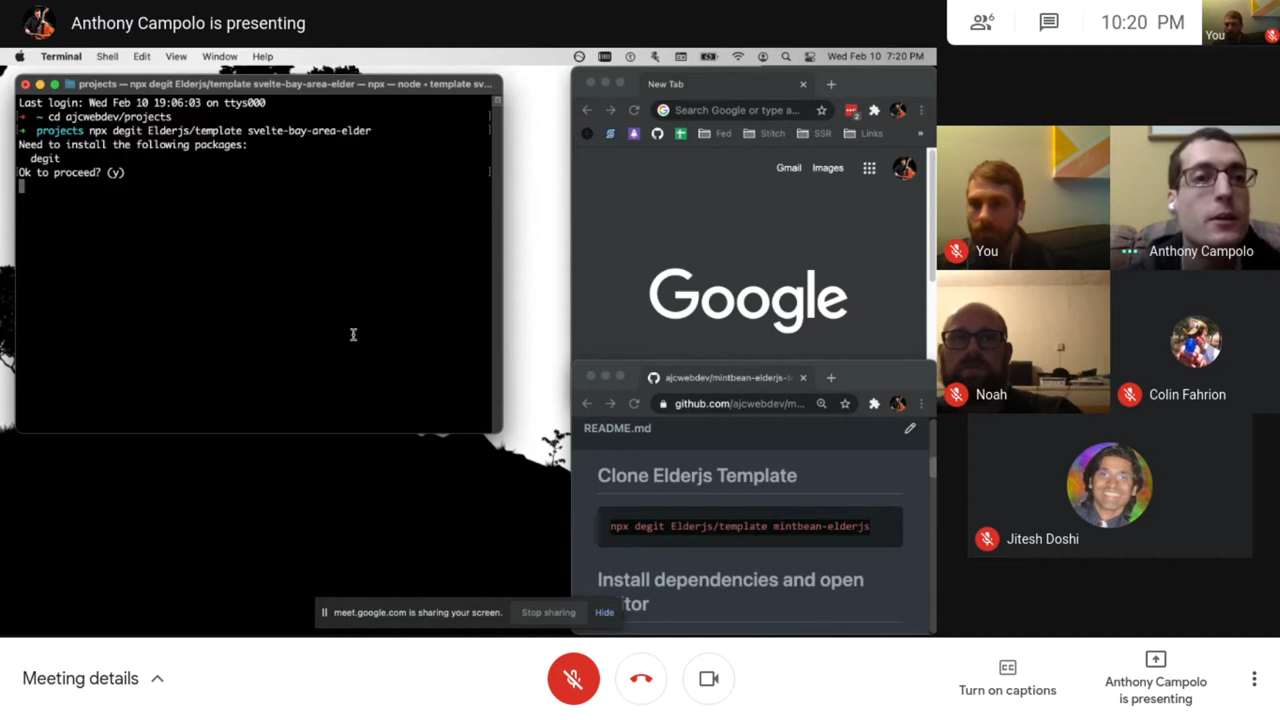 Anthony Campolo is presenting
6
10:20 PM
You
Terminal Shell Edit View Window Help
Wed Feb 10 7:20 PM
projects — npx degit Elderjs/template svelte-bay-area-elder — npx — node • template sv...
Last login: Wed Feb 10 19:06:03 on ttys000
➜ ~ cd ajcwebdev/projects
➜ projects npx degit Elderjs/template svelte-bay-area-elder
Need to install the following packages:
degit
Ok to proceed? (y)
New Tab
Search Google or type a...
2
Fed Stitch SSR Links »
Gmail Images
Google
ajcwebdev/mintbean-elderjs-t
github.com/ajcwebdev/m...
README.md
Clone Elderjs Template
npx degit Elderjs/template mintbean-elderjs
Install dependencies and open
itor
meet.google.com is sharing your screen.
Stop sharing
Hide
You
Anthony Campolo
Noah
Colin Fahrion
Jitesh Doshi
Meeting details
Turn on captions
Anthony Campolo
is presenting